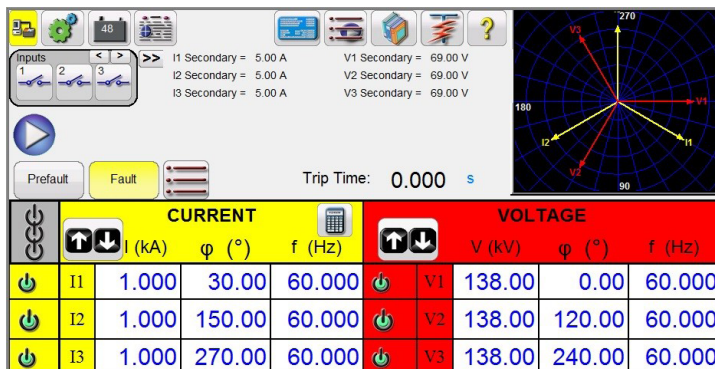 48
?
Inputs < > >>
1 2 3
I1 Secondary = 5.00 A V1 Secondary = 69.00 V
I2 Secondary = 5.00 A V2 Secondary = 69.00 V
I3 Secondary = 5.00 A V3 Secondary = 69.00 V
270
V3
180
V1
I2
I1
V2
90
Prefault Fault Trip Time: 0.000 s
CURRENT VOLTAGE
I (kA) φ (°) f (Hz) V (kV) φ (°) f (Hz)
I1 1.000 30.00 60.000 V1 138.00 0.00 60.000
I2 1.000 150.00 60.000 V2 138.00 120.00 60.000
I3 1.000 270.00 60.000 V3 138.00 240.00 60.000